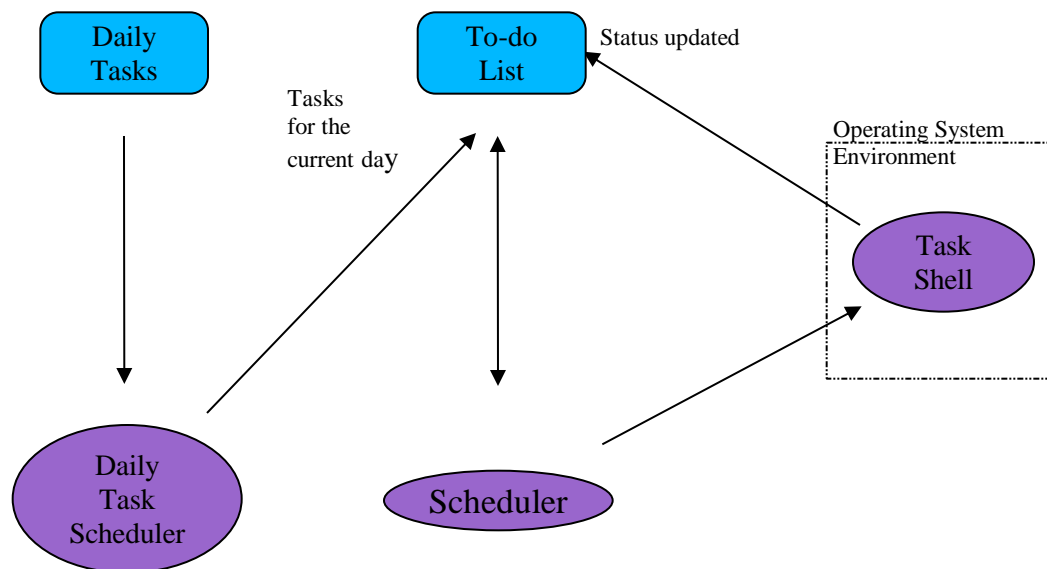 Daily
Tasks
To-do
List
Status updated
Tasks
for the
current day
Operating System
Environment
Task
Shell
Daily
Task
Scheduler
Scheduler